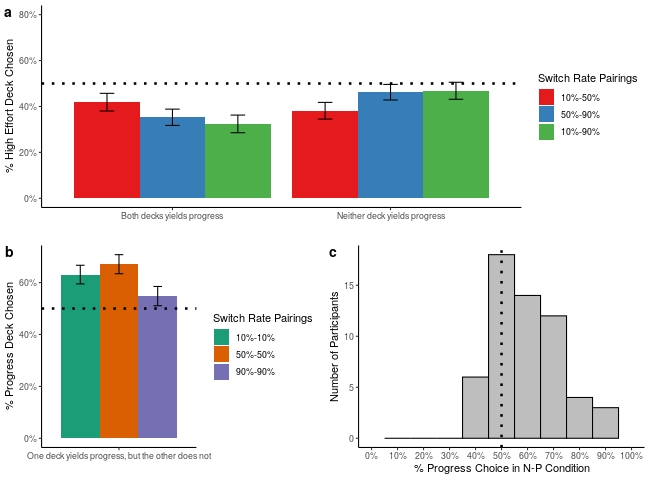 a
80%
60%
40%
20%
0%
% High Effort Deck Chosen
Both decks yields progress
Neither deck yields progress
Switch Rate Pairings
10%-50%
50%-90%
10%-90%
b
60%
40%
20%
0%
% Progress Deck Chosen
One deck yields progress, but the other does not
Switch Rate Pairings
10%-10%
50%-50%
90%-90%
c
15
10
5
0
Number of Participants
0% 10% 20% 30% 40% 50% 60% 70% 80% 90% 100%
% Progress Choice in N-P Condition